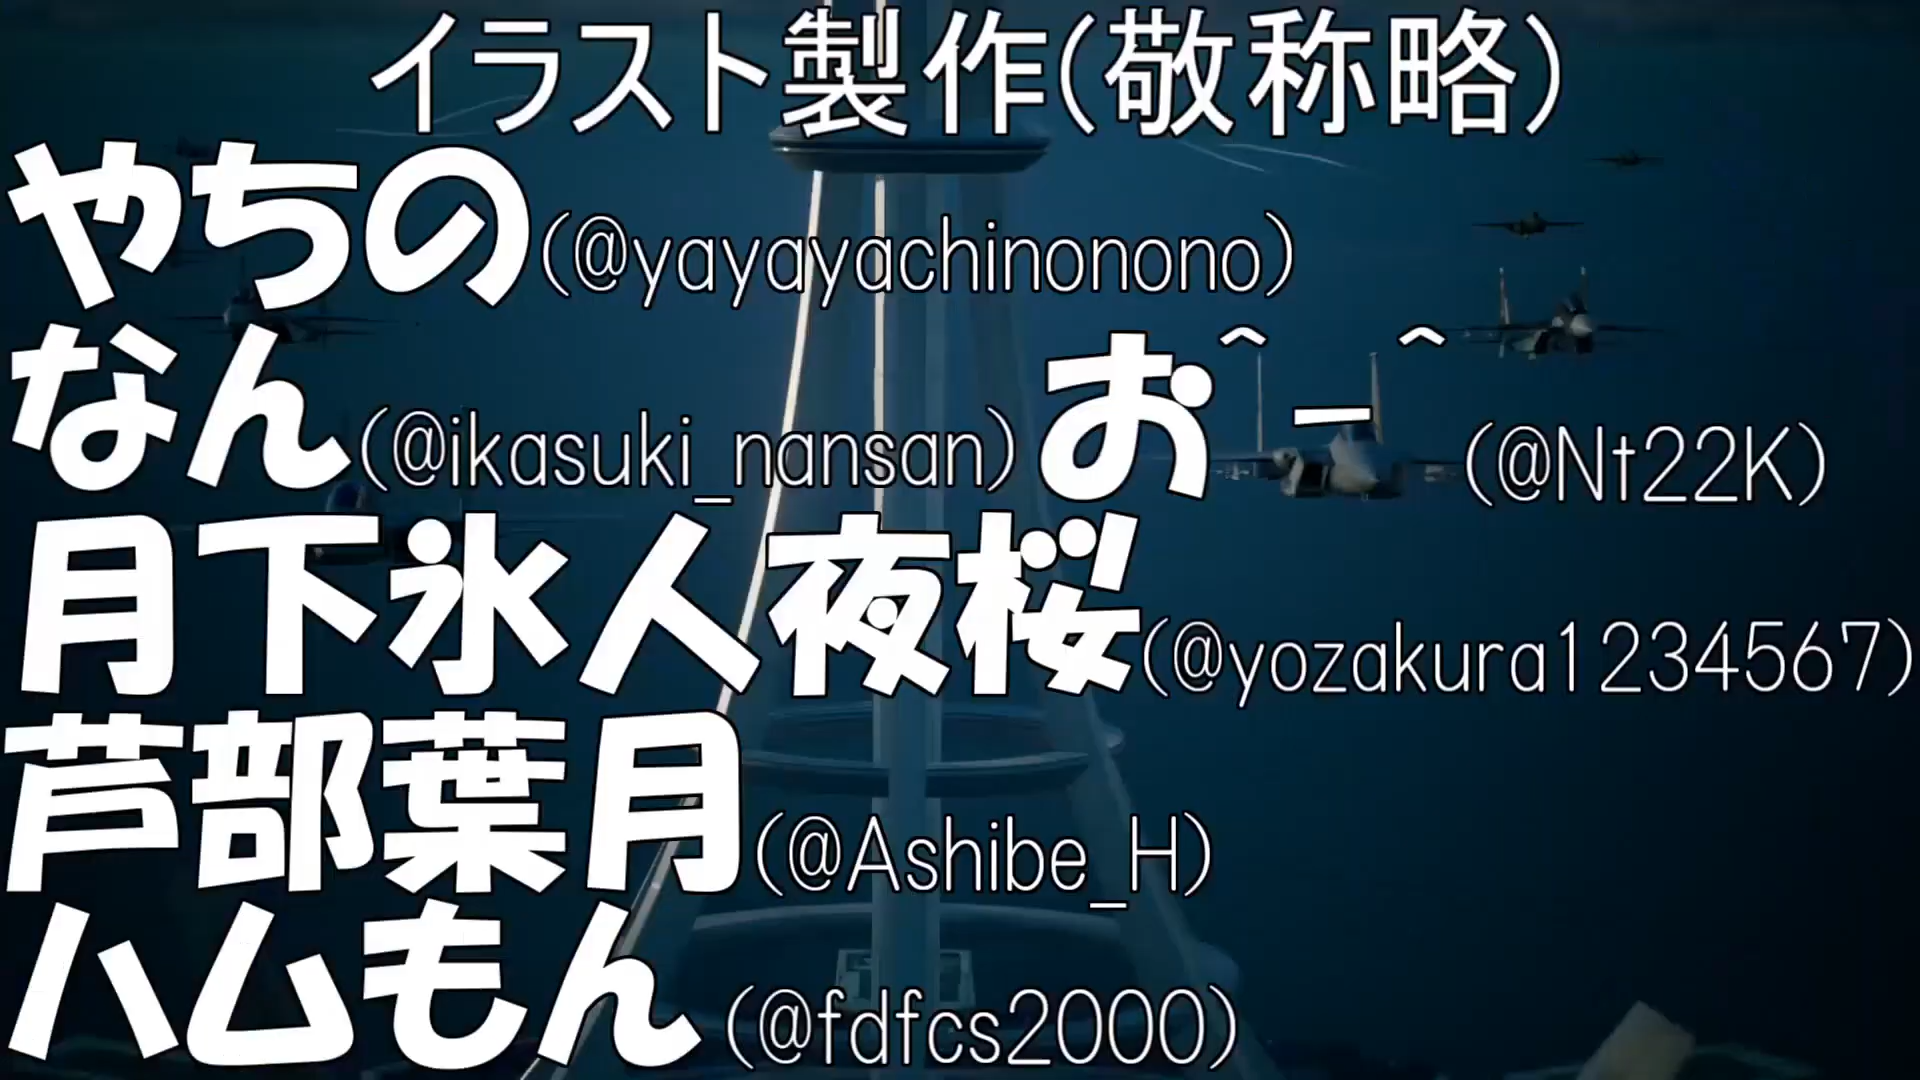 イラスト製作(敬称略)
やちの(@yayayachinonono)
なん(@ikasuki_nansan) お^-^(@Nt22K)
月下氷人夜桜(@yozakura1234567)
芦部葉月(@Ashibe_H)
ハムもん(@fdfcs2000)